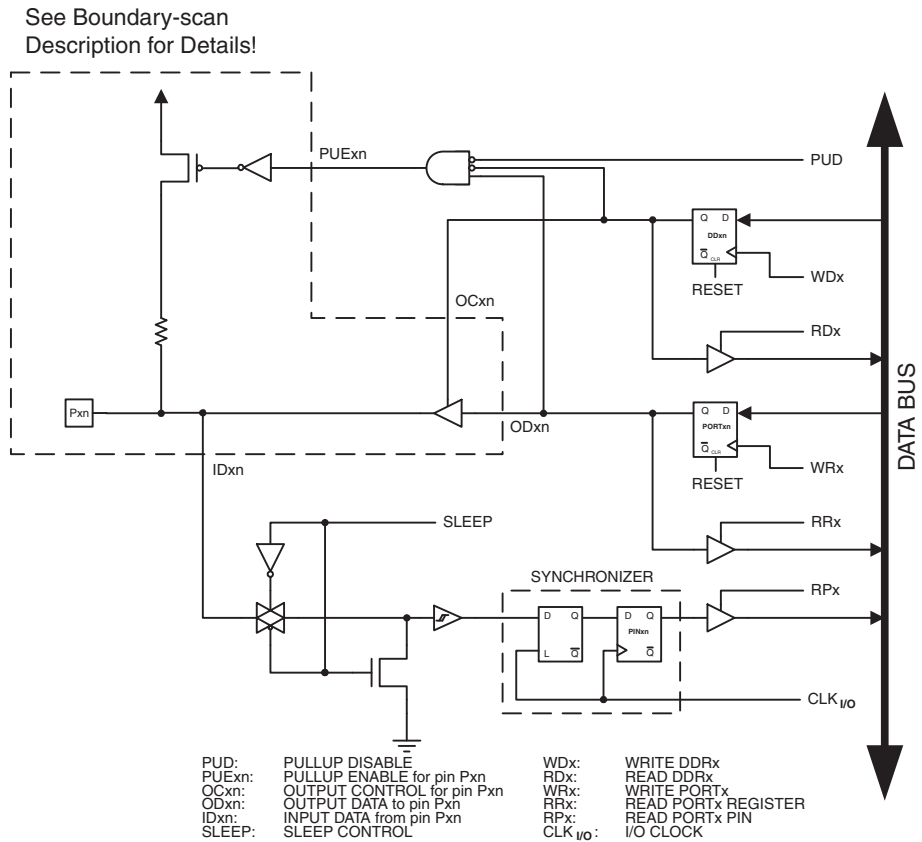 See Boundary-scan
Description for Details!
PUExn
PUD
Q D
DDxn
Q CLR
WDx
RESET
OCxn
RDx
Pxn
ODxn
Q D
PORTxn
Q CLR
WRx
RESET
IDxn
SLEEP
RRx
SYNCHRONIZER
RPx
D Q
L Q
D Q
PINxn
Q
CLK I/O
DATA BUS
PUD: PULLUP DISABLE
PUExn: PULLUP ENABLE for pin Pxn
OCxn: OUTPUT CONTROL for pin Pxn
ODxn: OUTPUT DATA to pin Pxn
IDxn: INPUT DATA from pin Pxn
SLEEP: SLEEP CONTROL
WDx: WRITE DDRx
RDx: READ DDRx
WRx: WRITE PORTx
RRx: READ PORTx REGISTER
RPx: READ PORTx PIN
CLK I/O: I/O CLOCK